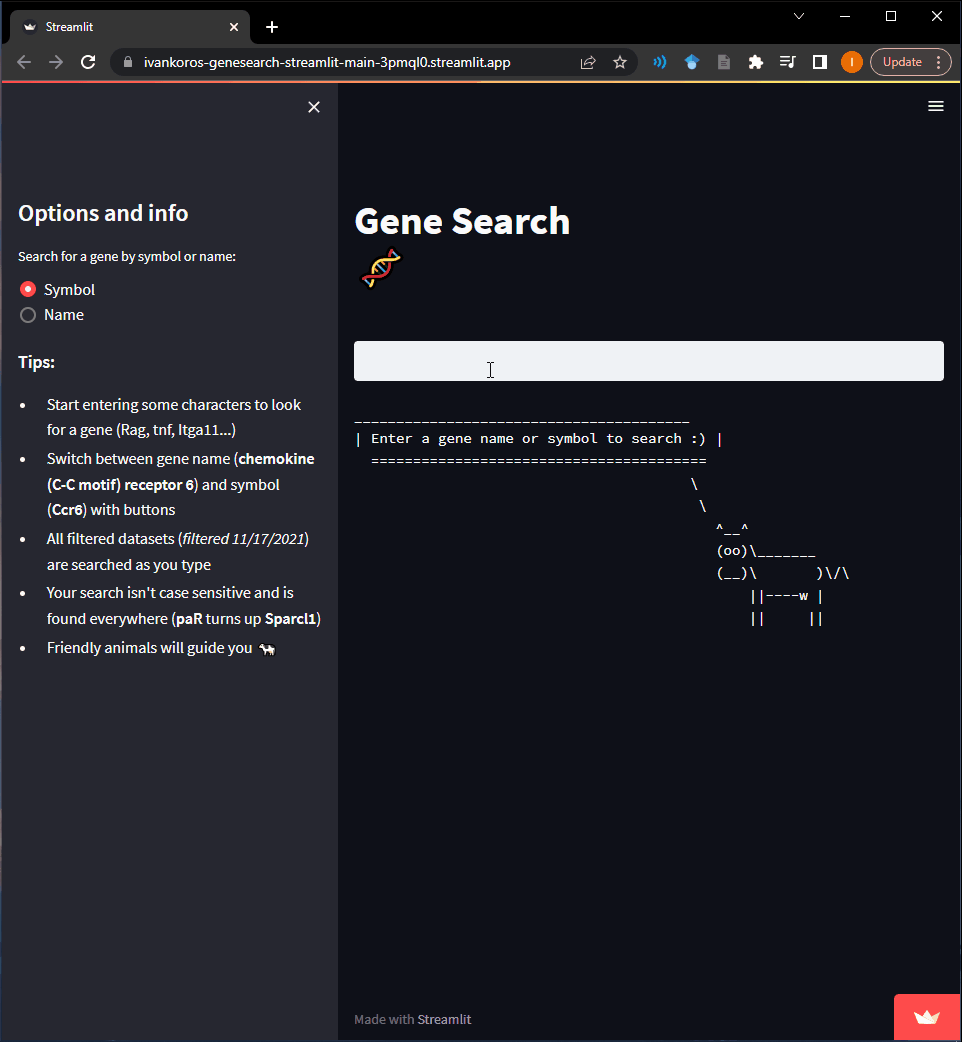 Streamlit
ivankoros-genesearch-streamlit-main-3pmql0.streamlit.app
I
Update
Options and info
Search for a gene by symbol or name:
Symbol
Name
Tips:
Start entering some characters to look
for a gene (Rag, tnf, Itga11...)
Switch between gene name (chemokine
(C-C motif) receptor 6) and symbol
(Ccr6) with buttons
All filtered datasets (filtered 11/17/2021)
are searched as you type
Your search isn't case sensitive and is
found everywhere (paR turns up Sparcl1)
Friendly animals will guide you
Gene Search
________________________________________
| Enter a gene name or symbol to search :) |
  ========================================
                                        \
                                         \
                                           ^__^
                                           (oo)\_______
                                           (__)\       )\/\
                                               ||----w |
                                               ||     ||
Made with Streamlit